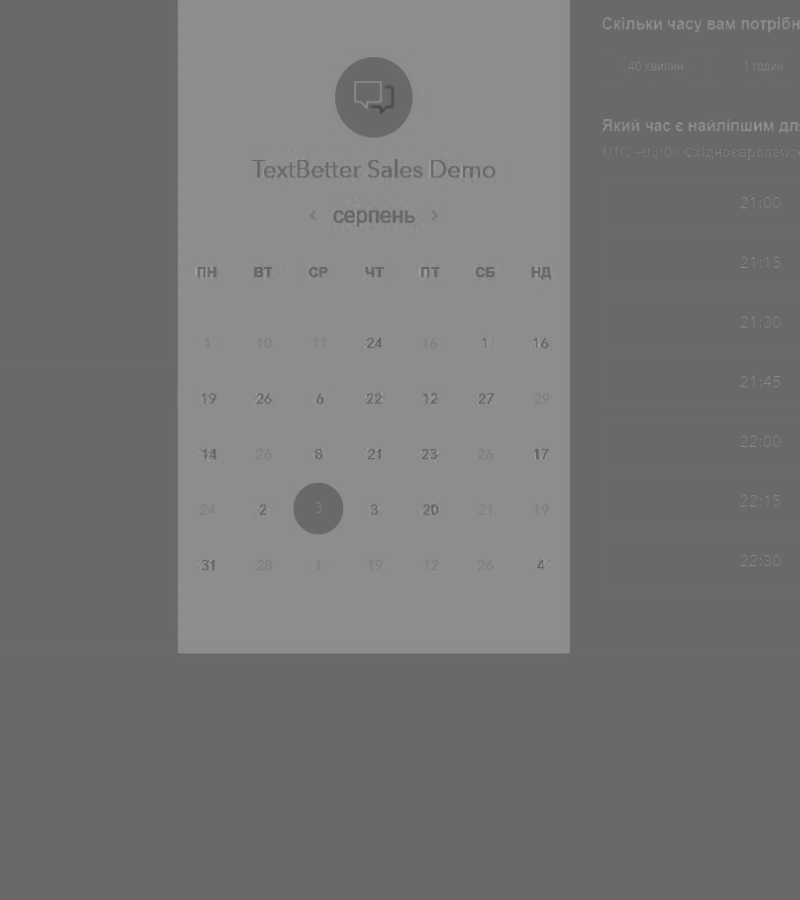 TextBetter Sales Demo
серпень
ПН ВТ СР ЧТ ПТ СБ НД
1 10 11 24 16 1 16
19 26 6 22 12 27 29
14 26 8 21 23 26 17
24 2 3 3 20 21 19
31 28 1 19 12 26 4
Скільки часу вам потрібн
40 хвилин 1 годин
Який час є найліпшим дл
UTC +03:00 Східноєвропейськ
21:00
21:15
21:30
21:45
22:00
22:15
22:30